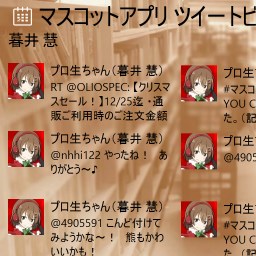 マスコットアプリ ツイートビ
暮井 慧
プロ生ちゃん（暮井 慧）
RT @OLIOSPEC: 【クリスマ
スセール！】12/25迄 ・通
販ご利用時のご注文金額
プロ生ち
#マスコ
YOU C
た。（記
プロ生ちゃん（暮井 慧）
@nhhi122 やったね！ あ
りがとう～♪
プロ生ち
@4905
プロ生ちゃん（暮井 慧）
@4905591 こんど付けて
みようかな～！ 熊もかわ
いいかも！
プロ生ち
#マスコ
YOU C
た。（記